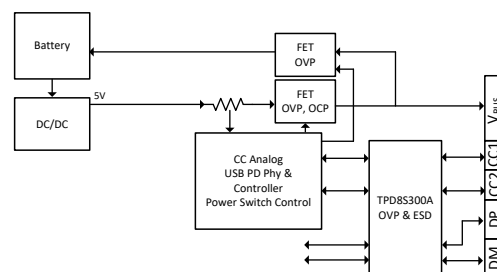 Battery
FET
OVP
5V
FET
OVP, OCP
DC/DC
CC Analog
USB PD Phy &
Controller
Power Switch Control
TPD8S300A
OVP & ESD
VBUS
CC1
CC2
DP
DM